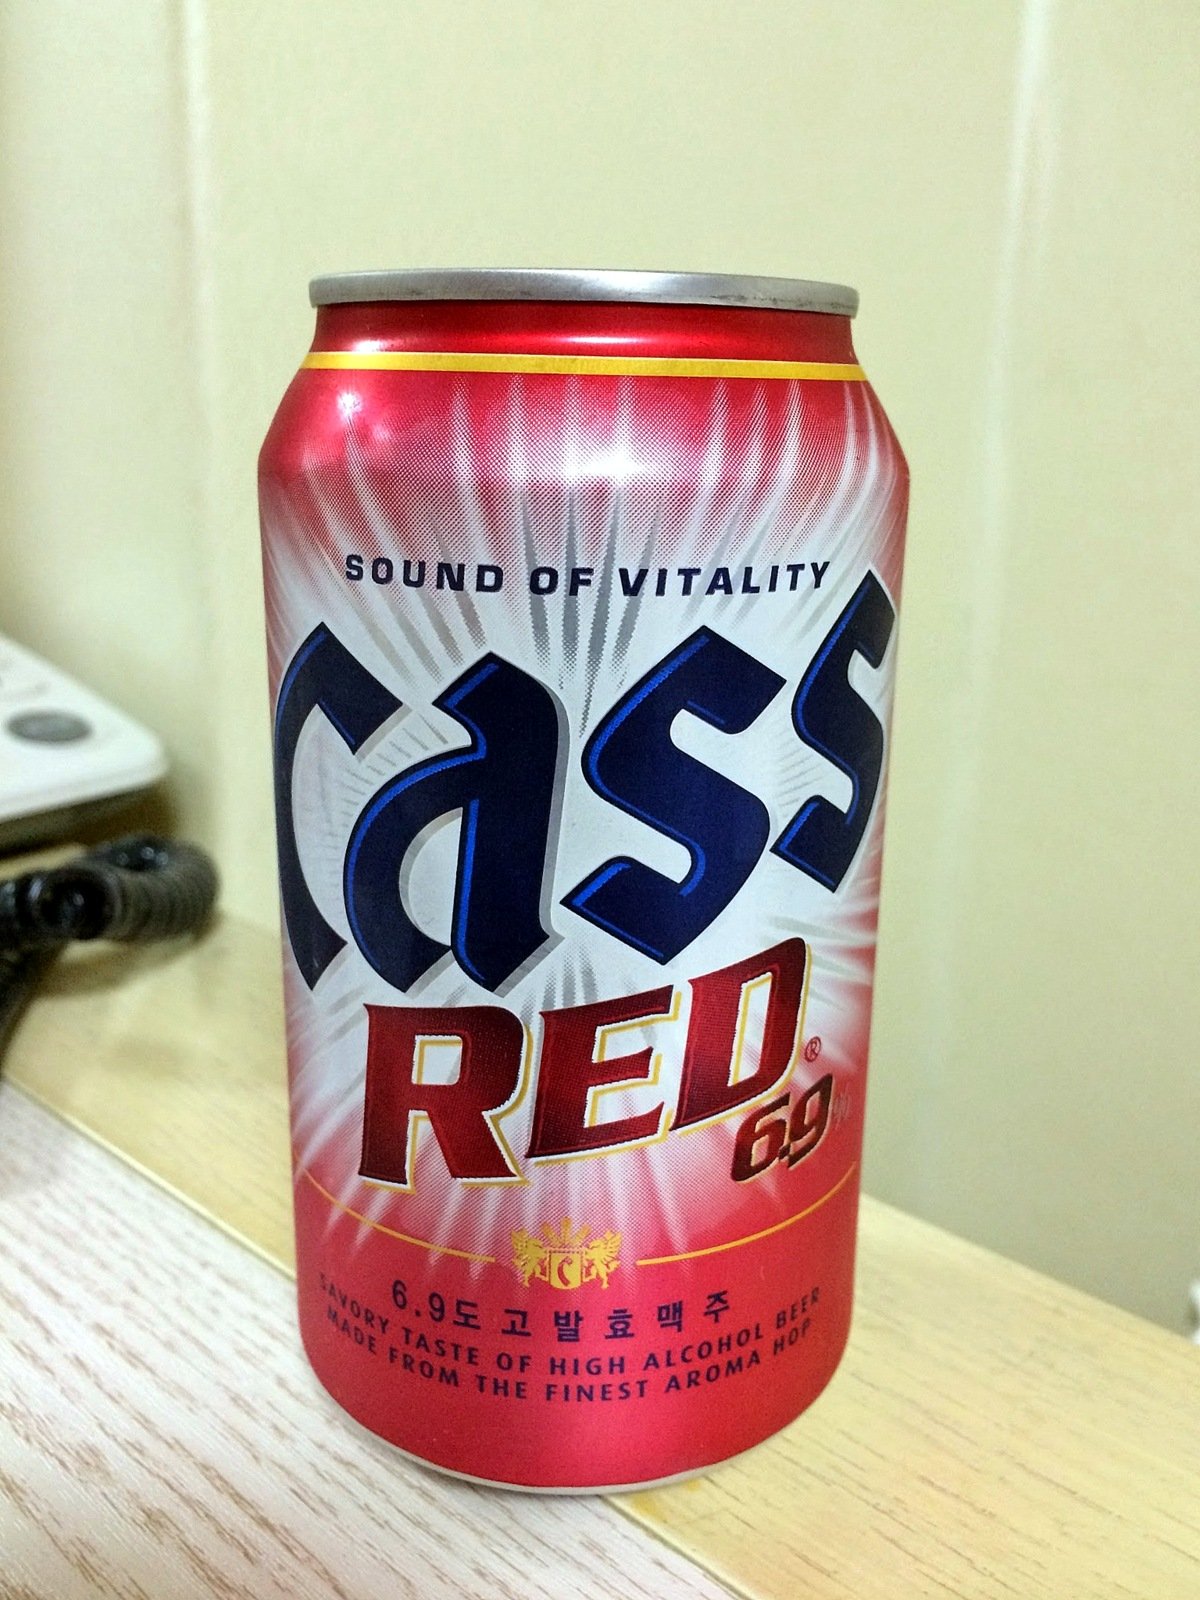 SOUND OF VITALITY
Cass
RED®
6.9%
6.9도 고발효맥주
SAVORY TASTE OF HIGH ALCOHOL BEER
MADE FROM THE FINEST AROMA HOP